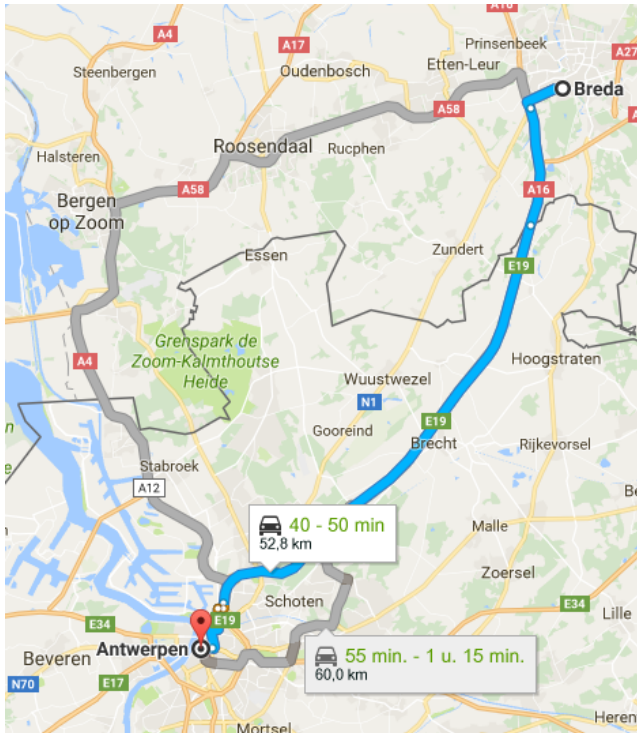 A16
A4
A17
Prinsenbeek
A27
Steenbergen
Oudenbosch
Etten-Leur
Breda
A58
Roosendaal
Rucphen
Halsteren
A58
A16
Bergen
op Zoom
Zundert
Essen
E19
Grenspark de
Zoom-Kalmthoutse
Heide
Hoogstraten
A4
Wuustwezel
N1
E19
Gooreind
Brecht
Rijkevorsel
Stabroek
A12
40 - 50 min
52,8 km
Malle
Zoersel
Schoten
E34
E19
E34
Lille
Antwerpen
Beveren
55 min. - 1 u. 15 min.
60,0 km
E17
N70
Mortsel
Heren